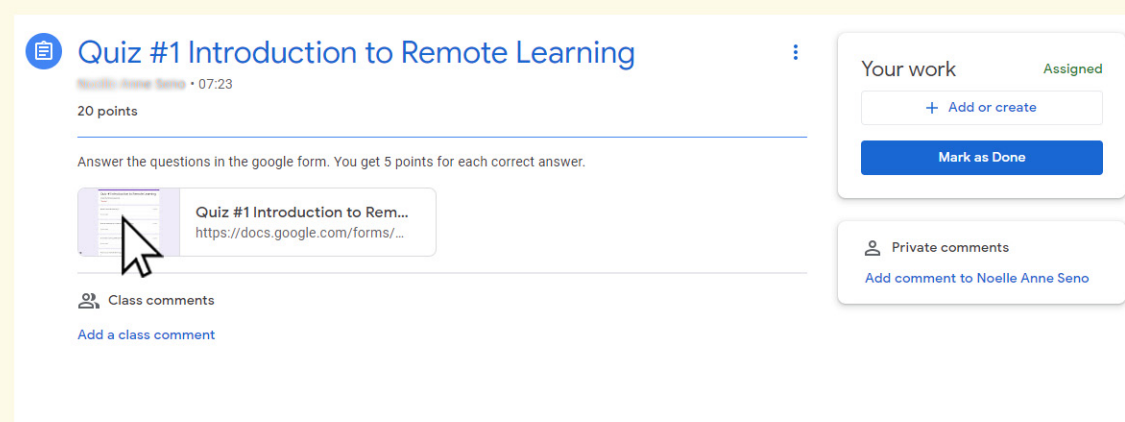 Quiz #1 Introduction to Remote Learning
• 07:23
20 points
Answer the questions in the google form. You get 5 points for each correct answer.
Quiz #1 Introduction to Rem...
https://docs.google.com/forms/...
Class comments
Add a class comment
Your work Assigned
+ Add or create
Mark as Done
Private comments
Add comment to Noelle Anne Seno